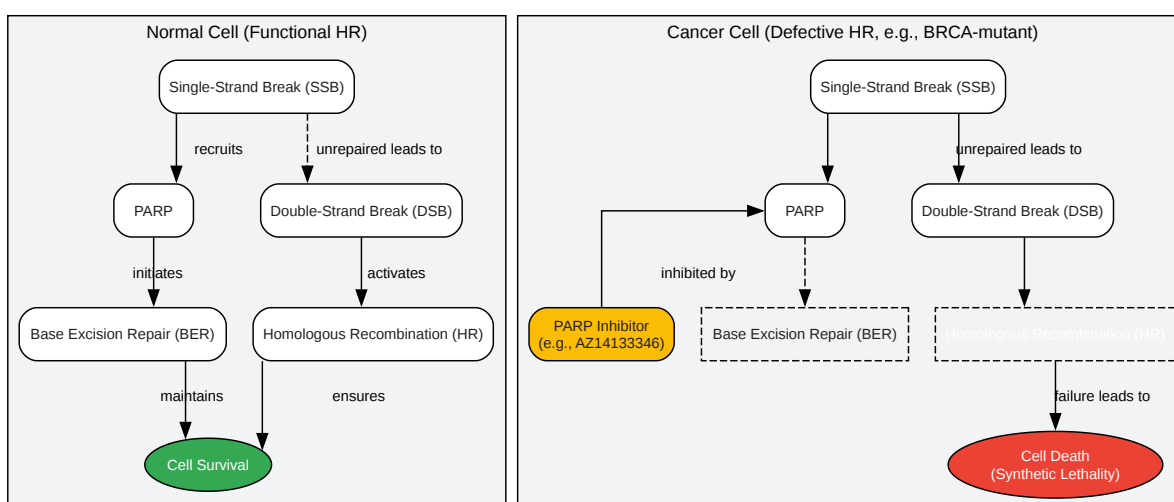 Normal Cell (Functional HR)
Single-Strand Break (SSB)
recruits
unrepaired leads to
PARP
Double-Strand Break (DSB)
initiates
activates
Base Excision Repair (BER)
Homologous Recombination (HR)
maintains
ensures
Cell Survival
Cancer Cell (Defective HR, e.g., BRCA-mutant)
Single-Strand Break (SSB)
unrepaired leads to
PARP
Double-Strand Break (DSB)
inhibited by
PARP Inhibitor
(e.g., AZ14133346)
Base Excision Repair (BER)
Homologous Recombination (HR)
failure leads to
Cell Death
(Synthetic Lethality)